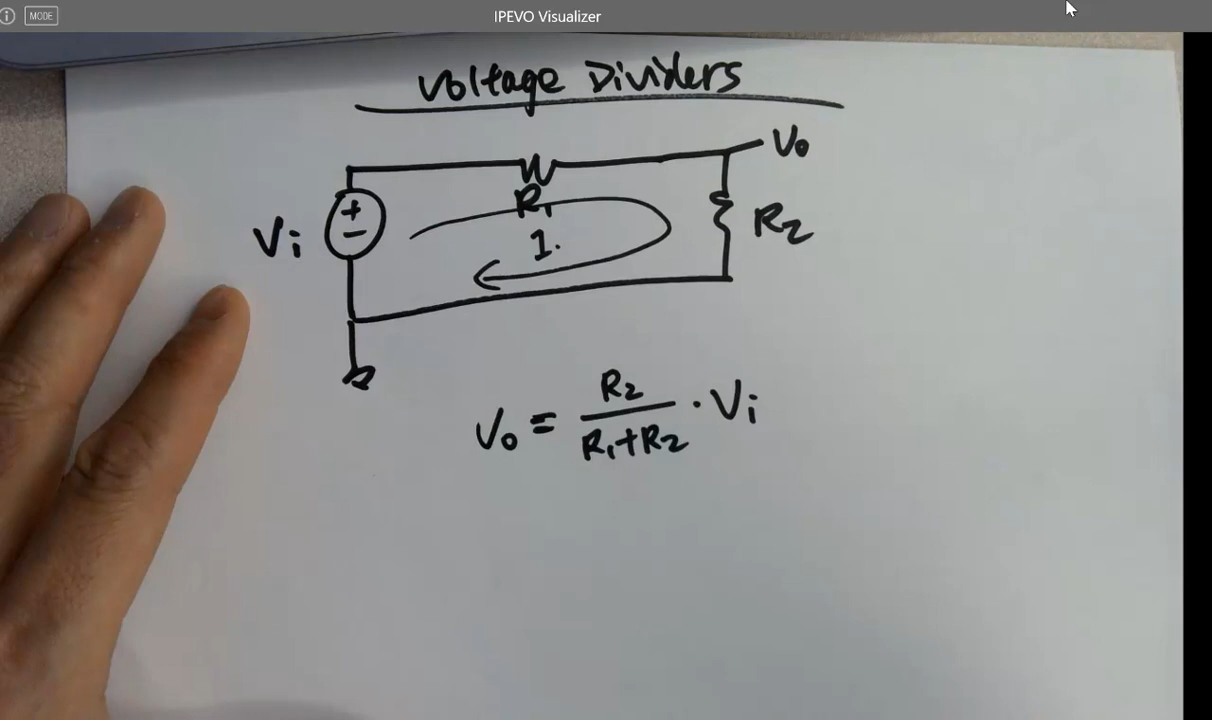 MODE
IPEVO Visualizer
Voltage Dividers
Vo
R1
R2
Vi
1.
Vo = R2 / (R1+R2) · Vi